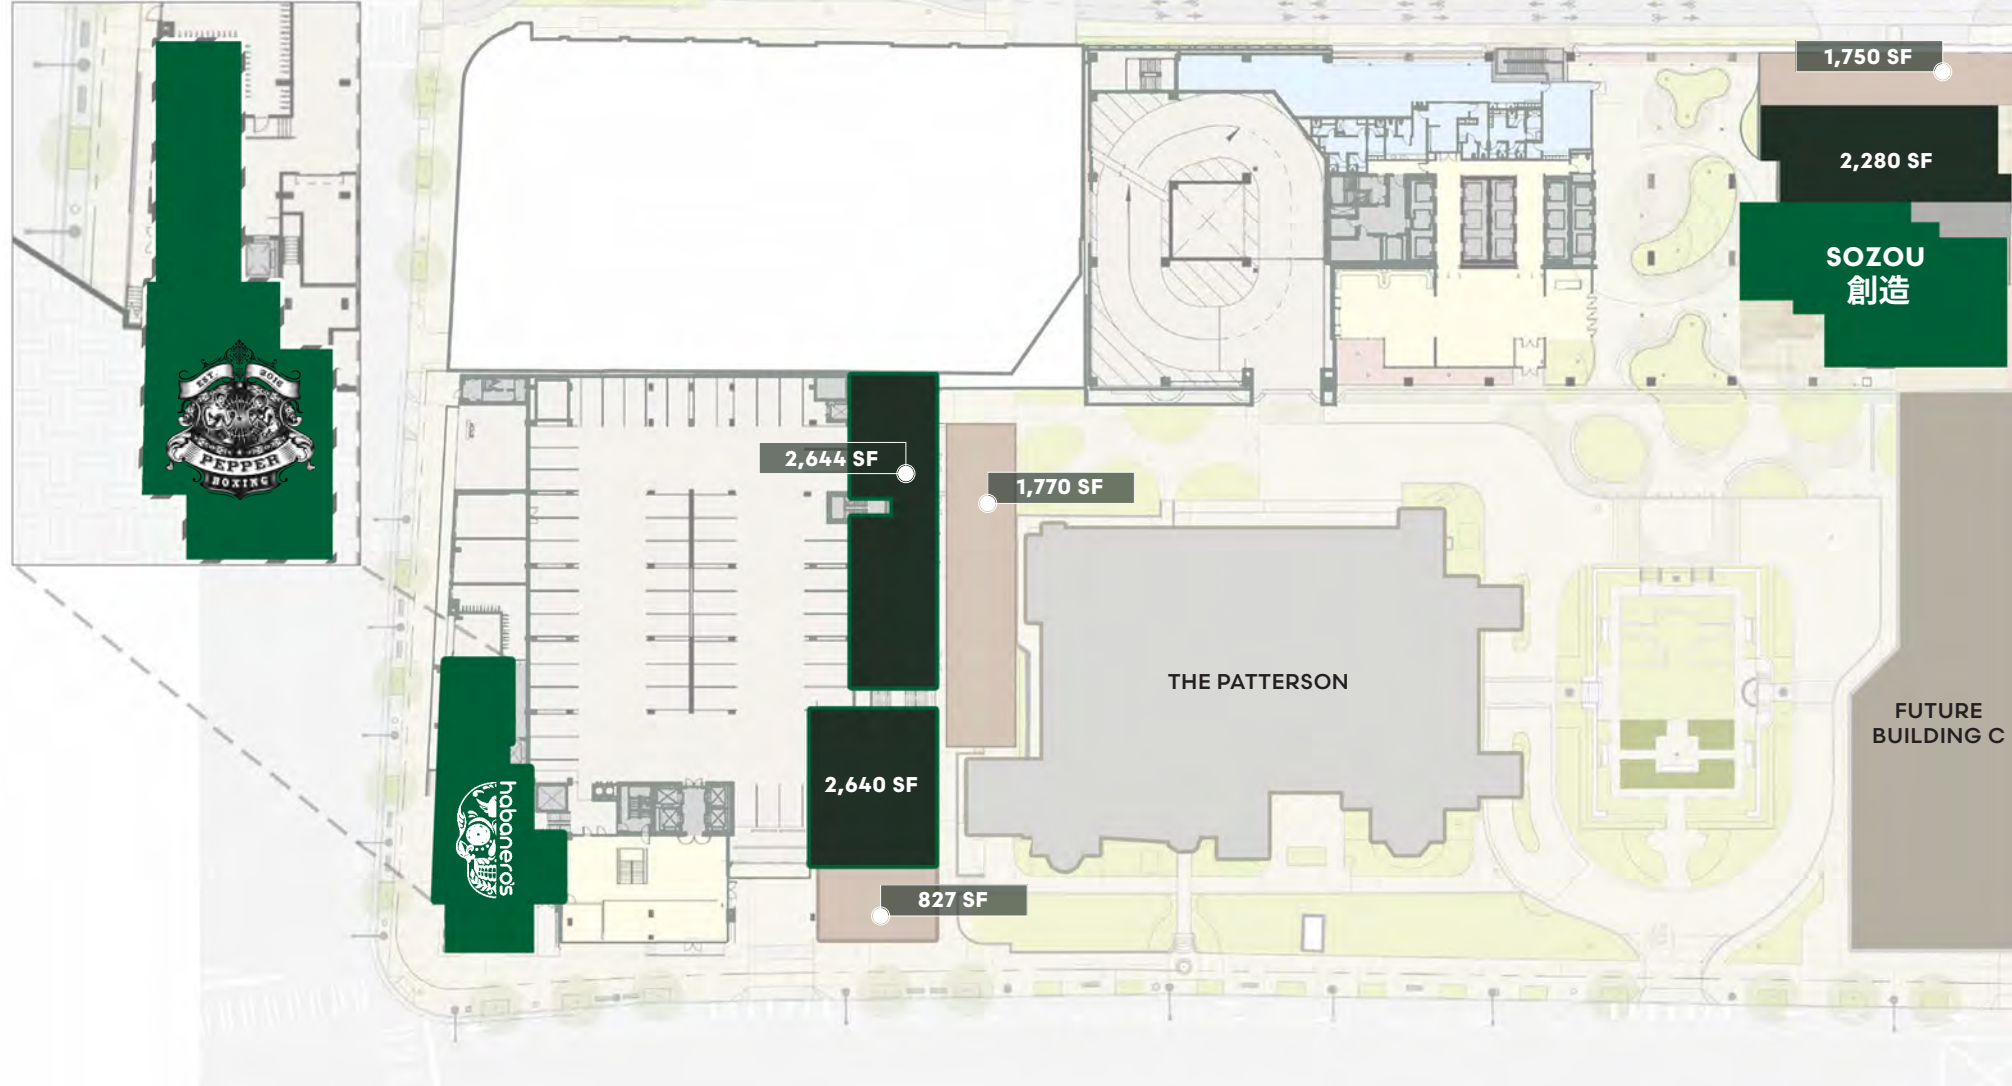 1,750 SF
2,280 SF
SOZOU
創造
EST. 2016
PEPPER
BOXING
2,644 SF
1,770 SF
THE PATTERSON
FUTURE
BUILDING C
2,640 SF
habanero's
827 SF